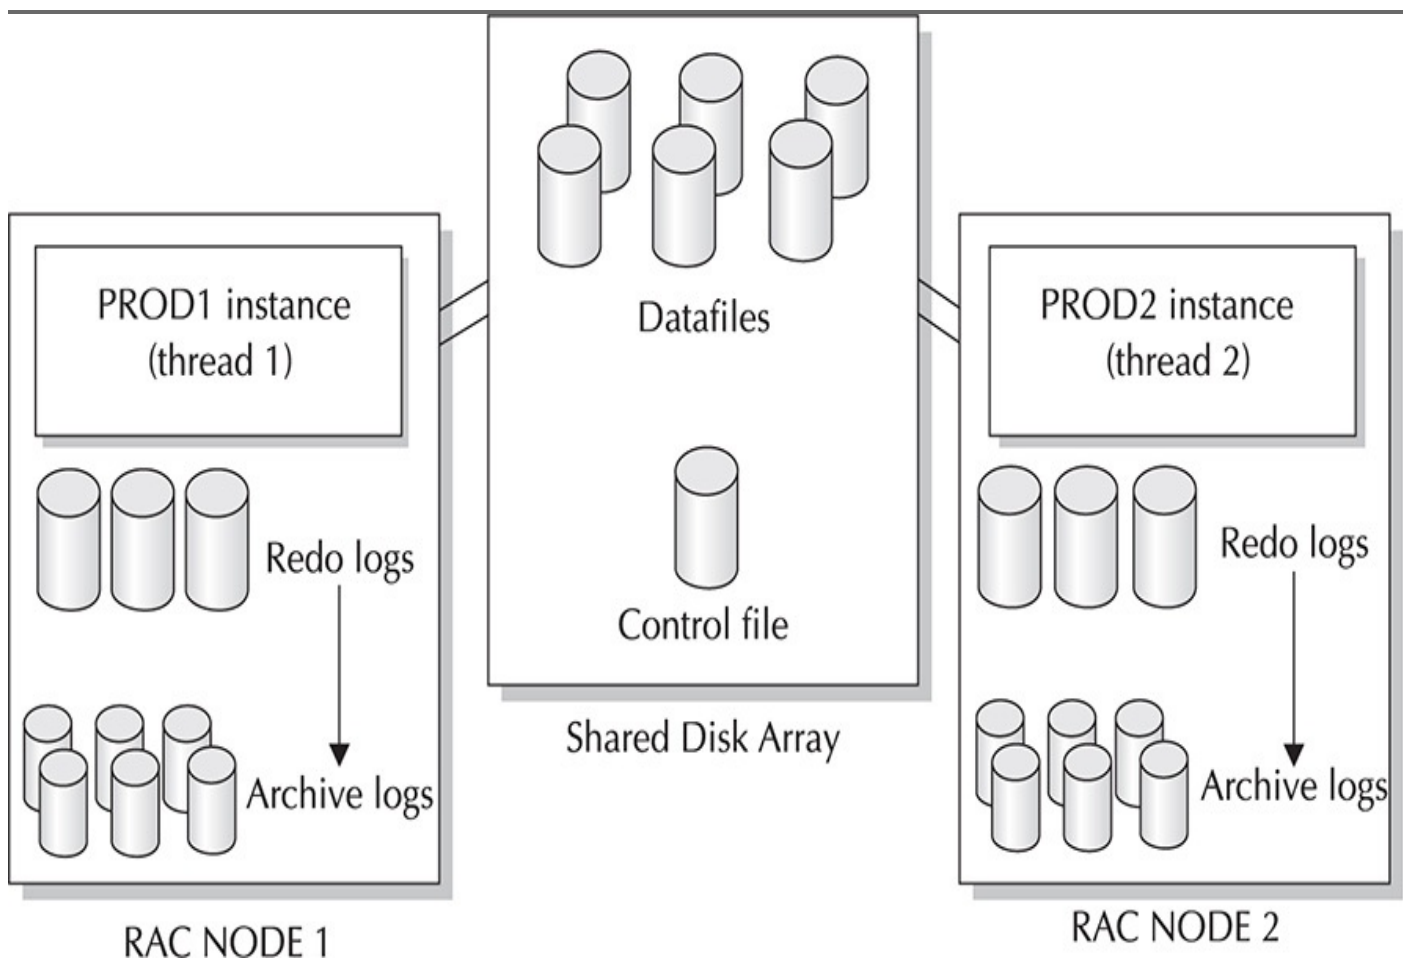 PROD1 instance
(thread 1)
Redo logs
Archive logs
RAC NODE 1
Datafiles
Control file
Shared Disk Array
PROD2 instance
(thread 2)
Redo logs
Archive logs
RAC NODE 2